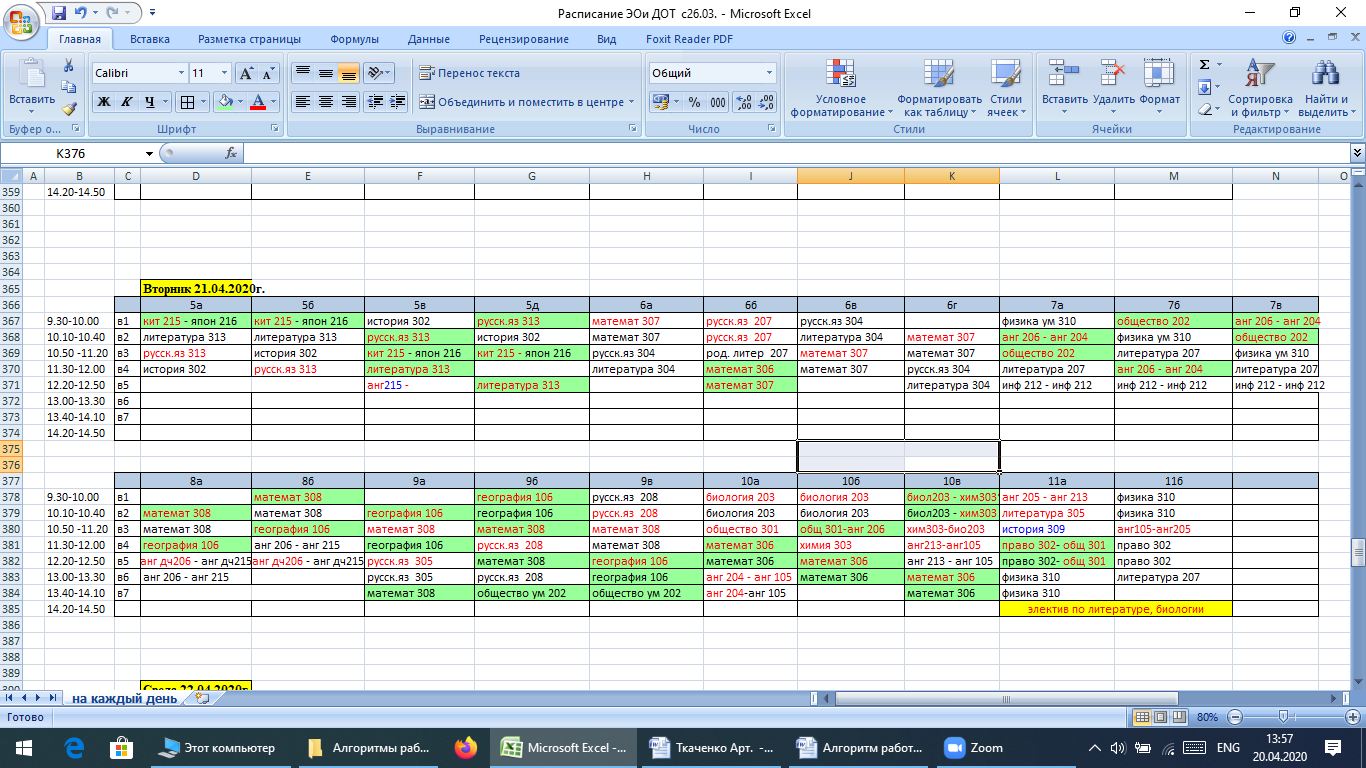 Расписание ЭОи ДОТ с26.03. - Microsoft Excel
Главная Вставка Разметка страницы Формулы Данные Рецензирование Вид Foxit Reader PDF
Calibri 11 Перенос текста Общий
Вставить Ж К Ч Объединить и поместить в центре % 000 Условное форматирование Форматировать как таблицу Стили ячеек Вставить Удалить Формат Сортировка и фильтр Найти и выделить
Буфер о... Шрифт Выравнивание Число Стили Ячейки Редактирование
K376 fx
A B C D E F G H I J K L M N O
359 14.20-14.50
360
361
362
363
364
365 Вторник 21.04.2020г.
366 5а 5б 5в 5д 6а 6б 6в 6г 7а 7б 7в
367 9.30-10.00 в1 кит 215 - япон 216 кит 215 - япон 216 история 302 русск.яз 313 математ 307 русск.яз 207 русск.яз 304 физика ум 310 общество 202 анг 206 - анг 204
368 10.10-10.40 в2 литература 313 литература 313 русск.яз 313 история 302 математ 307 русск.яз 207 литература 304 математ 307 анг 206 - анг 204 физика ум 310 общество 202
369 10.50 -11.20 в3 русск.яз 313 история 302 кит 215 - япон 216 кит 215 - япон 216 русск.яз 304 род. литер 207 математ 307 математ 307 общество 202 литература 207 физика ум 310
370 11.30-12.00 в4 история 302 русск.яз 313 литература 313 литература 304 математ 306 математ 307 русск.яз 304 литература 207 анг 206 - анг 204 литература 207
371 12.20-12.50 в5 анг215 - литература 313 математ 307 литература 304 инф 212 - инф 212 инф 212 - инф 212 инф 212 - инф 212
372 13.00-13.30 в6
373 13.40-14.10 в7
374 14.20-14.50
375
376
377 8а 8б 9а 9б 9в 10а 10б 10в 11а 11б
378 9.30-10.00 в1 математ 308 география 106 русск.яз 208 биология 203 биология 203 биол203 - хим303 анг 205 - анг 213 физика 310
379 10.10-10.40 в2 математ 308 математ 308 география 106 география 106 русск.яз 208 биология 203 биология 203 биол203 - хим303 литература 305 физика 310
380 10.50 -11.20 в3 математ 308 география 106 математ 308 математ 308 математ 308 общество 301 общ 301-анг 206 хим303-био203 история 309 анг105-анг205
381 11.30-12.00 в4 география 106 анг 206 - анг 215 география 106 русск.яз 208 математ 308 математ 306 химия 303 анг213-анг105 право 302- общ 301 право 302
382 12.20-12.50 в5 анг дч206 - анг дч215 анг дч206 - анг дч215 русск.яз 305 математ 308 география 106 математ 306 математ 306 анг 213 - анг 105 право 302- общ 301 право 302
383 13.00-13.30 в6 анг 206 - анг 215 русск.яз 305 русск.яз 208 география 106 анг 204 - анг 105 математ 306 математ 306 физика 310 литература 207
384 13.40-14.10 в7 математ 308 общество ум 202 общество ум 202 анг 204-анг 105 математ 306 физика 310
385 14.20-14.50 электив по литературе, биологии
386
387
388
389
390 Среда 22.04.2020г.
на каждый день
Готово 80%
Этот компьютер Алгоритмы раб... Microsoft Excel -... Ткаченко Арт. -... Алгоритм работ... Zoom ENG 13:57
20.04.2020